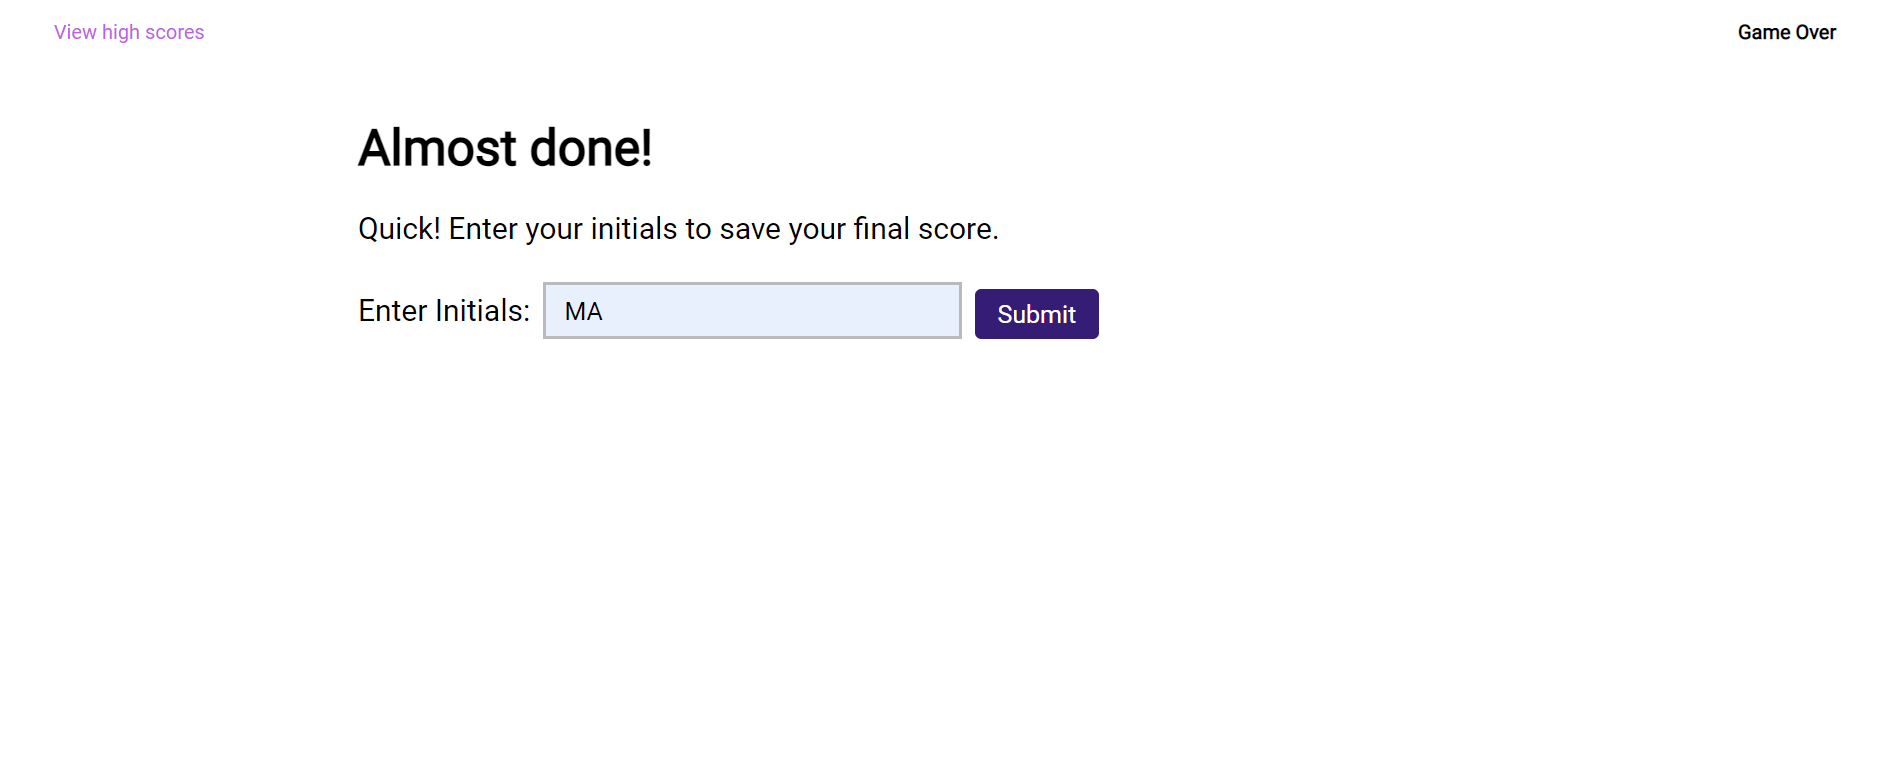 View high scores
Game Over
Almost done!
Quick! Enter your initials to save your final score.
Enter Initials: MA Submit